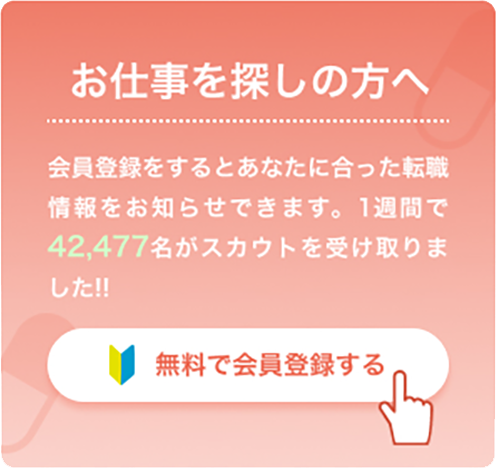 お仕事を探しの方へ
会員登録をするとあなたに合った転職
情報をお知らせできます。1週間で
42,477名がスカウトを受け取りま
した!!
無料で会員登録する